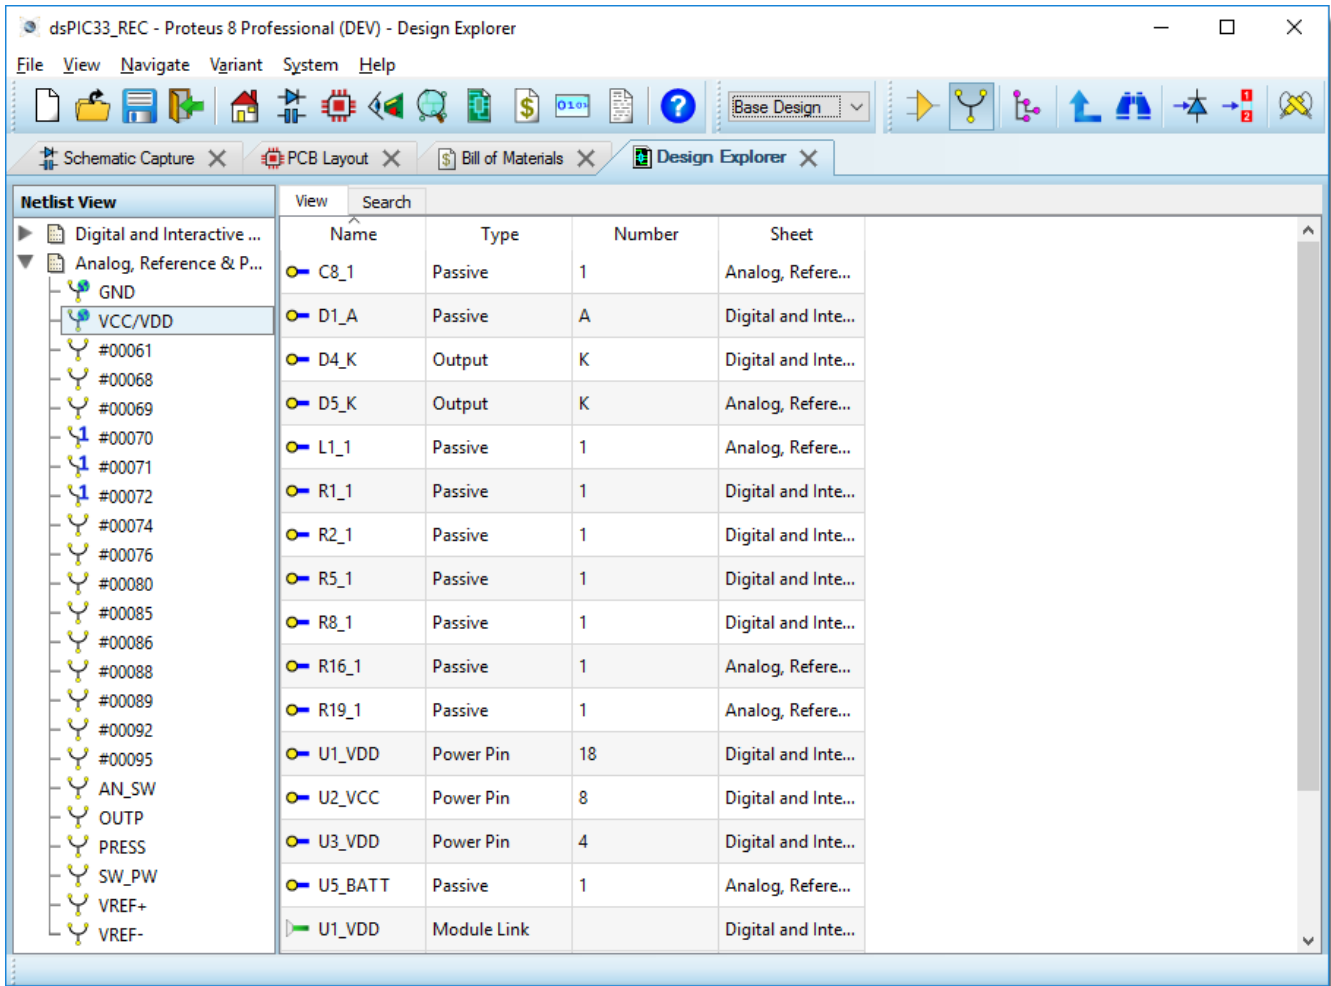 dsPIC33_REC - Proteus 8 Professional (DEV) - Design Explorer
File View Navigate Variant System Help
$ 0101 ? Base Design 1 2
Schematic Capture PCB Layout $ Bill of Materials Design Explorer
Netlist View
View Search
Digital and Interactive ...
Analog, Reference & P...
GND
VCC/VDD
#00061
#00068
#00069
1 #00070
1 #00071
1 #00072
#00074
#00076
#00080
#00085
#00086
#00088
#00089
#00092
#00095
AN_SW
OUTP
PRESS
SW_PW
VREF+
VREF-
Name Type Number Sheet
C8_1 Passive 1 Analog, Refere...
D1_A Passive A Digital and Inte...
D4_K Output K Digital and Inte...
D5_K Output K Analog, Refere...
L1_1 Passive 1 Analog, Refere...
R1_1 Passive 1 Digital and Inte...
R2_1 Passive 1 Digital and Inte...
R5_1 Passive 1 Digital and Inte...
R8_1 Passive 1 Digital and Inte...
R16_1 Passive 1 Analog, Refere...
R19_1 Passive 1 Analog, Refere...
U1_VDD Power Pin 18 Digital and Inte...
U2_VCC Power Pin 8 Digital and Inte...
U3_VDD Power Pin 4 Digital and Inte...
U5_BATT Passive 1 Analog, Refere...
U1_VDD Module Link Digital and Inte...